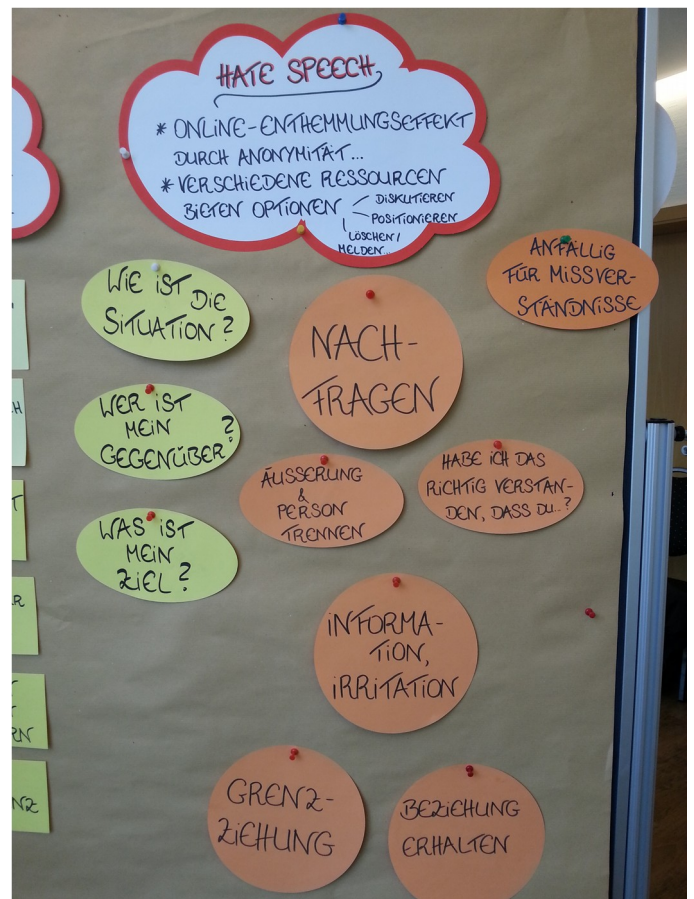 HATE SPEECH
* ONLINE-ENTHEMMUNGSEFFEKT
DURCH ANONYMITÄT...
* VERSCHIEDENE RESSOURCEN
BIETEN OPTIONEN
DISKUTIEREN
POSITIONIEREN
LÖSCHEN/
MELDEN...
ANFÄLLIG
FÜR MISSVER-
STÄNDNISSE
WIE IST DIE
SITUATION?
NACH-
FRAGEN
WER IST
MEIN
GEGENÜBER?
ÄUSSERUNG
&
PERSON
TRENNEN
HABE ICH DAS
RICHTIG VERSTAN-
DEN, DASS DU...?
WAS IST
MEIN
ZIEL?
INFORMA-
TION,
IRRITATION
GRENZ-
ZIEHUNG
BEZIEHUNG
ERHALTEN